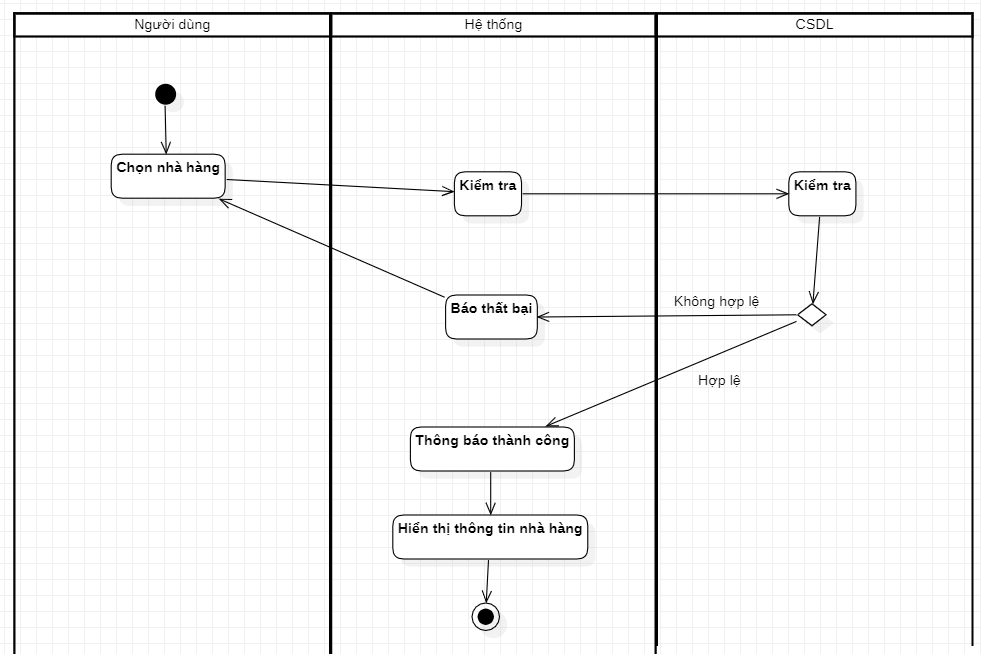 Người dùng
Hệ thống
CSDL
Chọn nhà hàng
Kiểm tra
Kiểm tra
Báo thất bại
Không hợp lệ
Hợp lệ
Thông báo thành công
Hiển thị thông tin nhà hàng